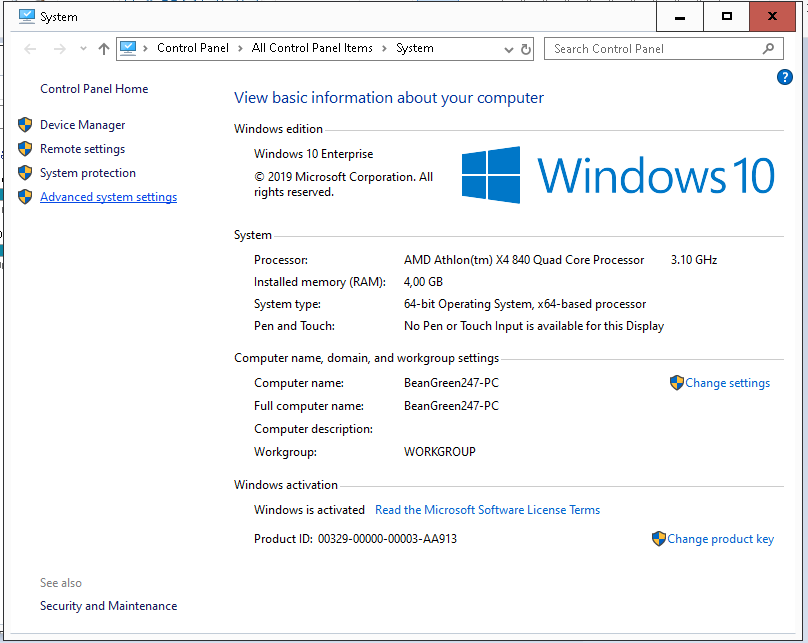 System
Control Panel > All Control Panel Items > System
Search Control Panel
Control Panel Home
Device Manager
Remote settings
System protection
Advanced system settings
View basic information about your computer
Windows edition
Windows 10 Enterprise
© 2019 Microsoft Corporation. All
rights reserved.
Windows 10
System
Processor: AMD Athlon(tm) X4 840 Quad Core Processor 3.10 GHz
Installed memory (RAM): 4,00 GB
System type: 64-bit Operating System, x64-based processor
Pen and Touch: No Pen or Touch Input is available for this Display
Computer name, domain, and workgroup settings
Computer name: BeanGreen247-PC
Change settings
Full computer name: BeanGreen247-PC
Computer description:
Workgroup: WORKGROUP
Windows activation
Windows is activated Read the Microsoft Software License Terms
Product ID: 00329-00000-00003-AA913
Change product key
See also
Security and Maintenance